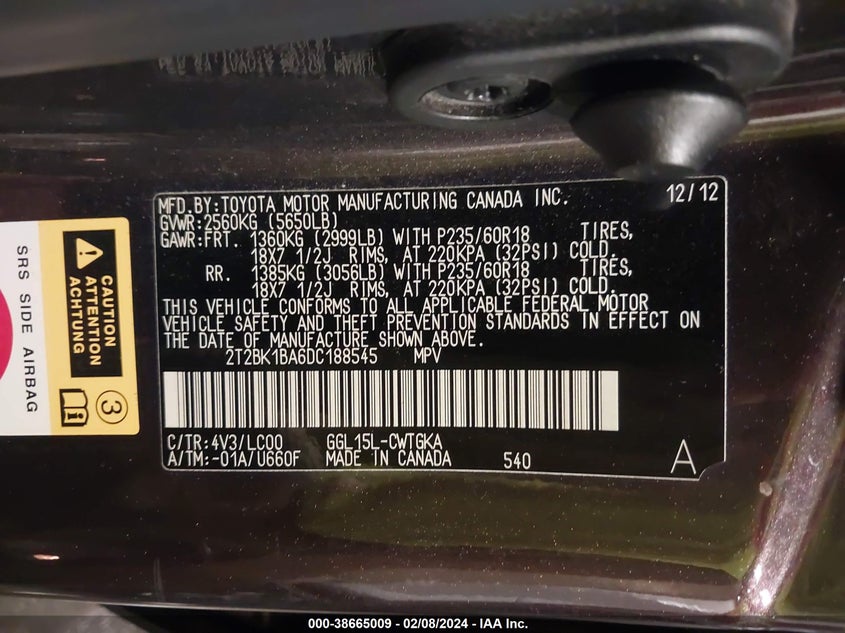 MFD. BY: TOYOTA MOTOR MANUFACTURING CANADA INC. 12/12
GVWR: 2560KG (5650LB)
GAWR: FRT. 1360KG (2999LB) WITH P235/60R18 TIRES,
18X7 1/2J RIMS, AT 220KPA (32PSI) COLD.
RR. 1385KG (3056LB) WITH P235/60R18 TIRES,
18X7 1/2J RIMS, AT 220KPA (32PSI) COLD.
THIS VEHICLE CONFORMS TO ALL APPLICABLE FEDERAL MOTOR
VEHICLE SAFETY AND THEFT PREVENTION STANDARDS IN EFFECT ON
THE DATE OF MANUFACTURE SHOWN ABOVE.
2T2BK1BA6DC188545 MPV
C/TR: 4V3/LC00 GGL15L-CWTGKA
A/TM: -01A/U660F MADE IN CANADA 540 A
SRS SIDE AIRBAG
CAUTION
ATTENTION
ACHTUNG
3
000-38665009 - 02/08/2024 - IAA Inc.